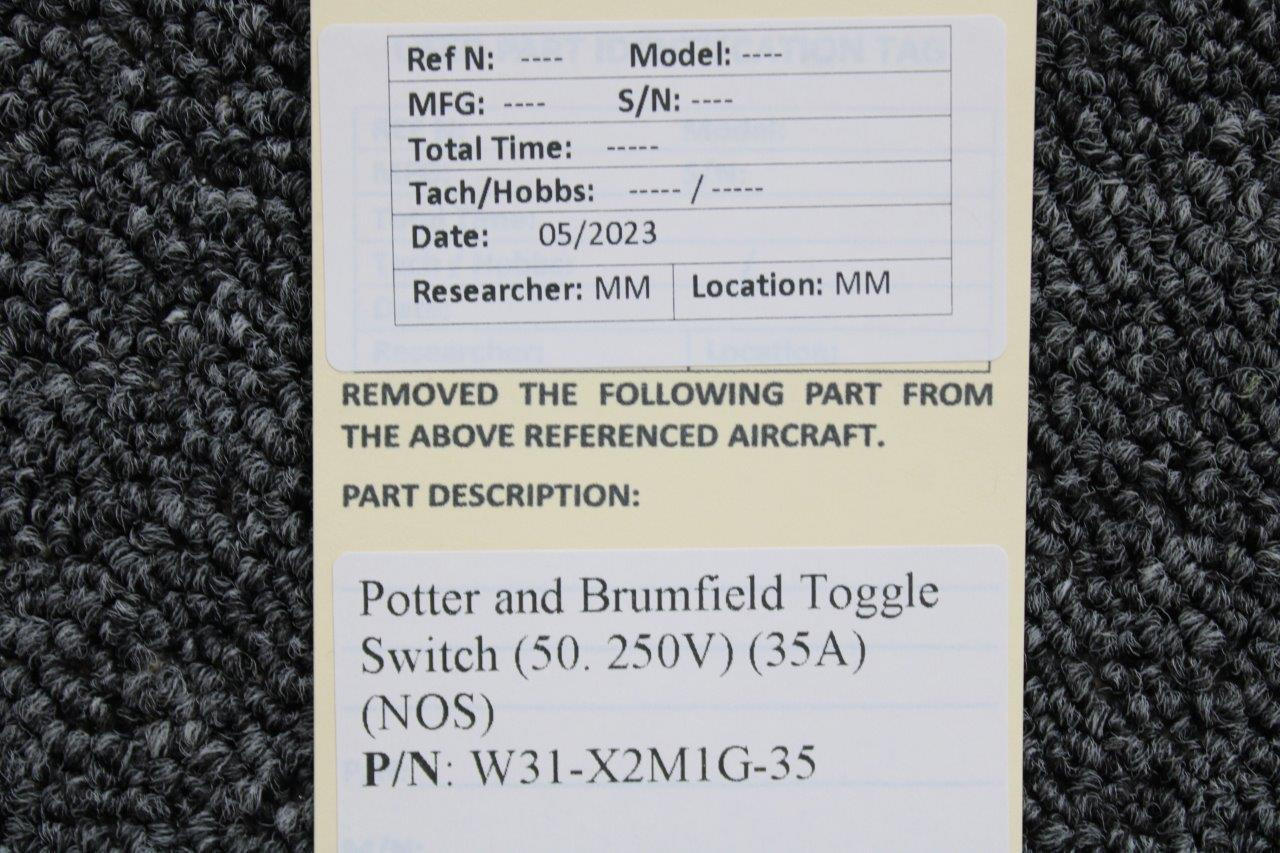 Ref N: ---- Model: ----
MFG: ---- S/N: ----
Total Time: -----
Tach/Hobbs: ----- / -----
Date: 05/2023
Researcher: MM Location: MM
REMOVED THE FOLLOWING PART FROM
THE ABOVE REFERENCED AIRCRAFT.
PART DESCRIPTION:
Potter and Brumfield Toggle
Switch (50. 250V) (35A)
(NOS)
P/N: W31-X2M1G-35